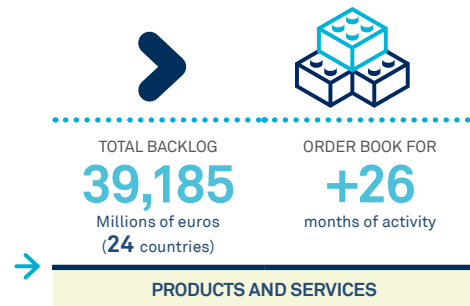 TOTAL BACKLOG
39,185
Millions of euros
(24 countries)
ORDER BOOK FOR
+26
months of activity
PRODUCTS AND SERVICES